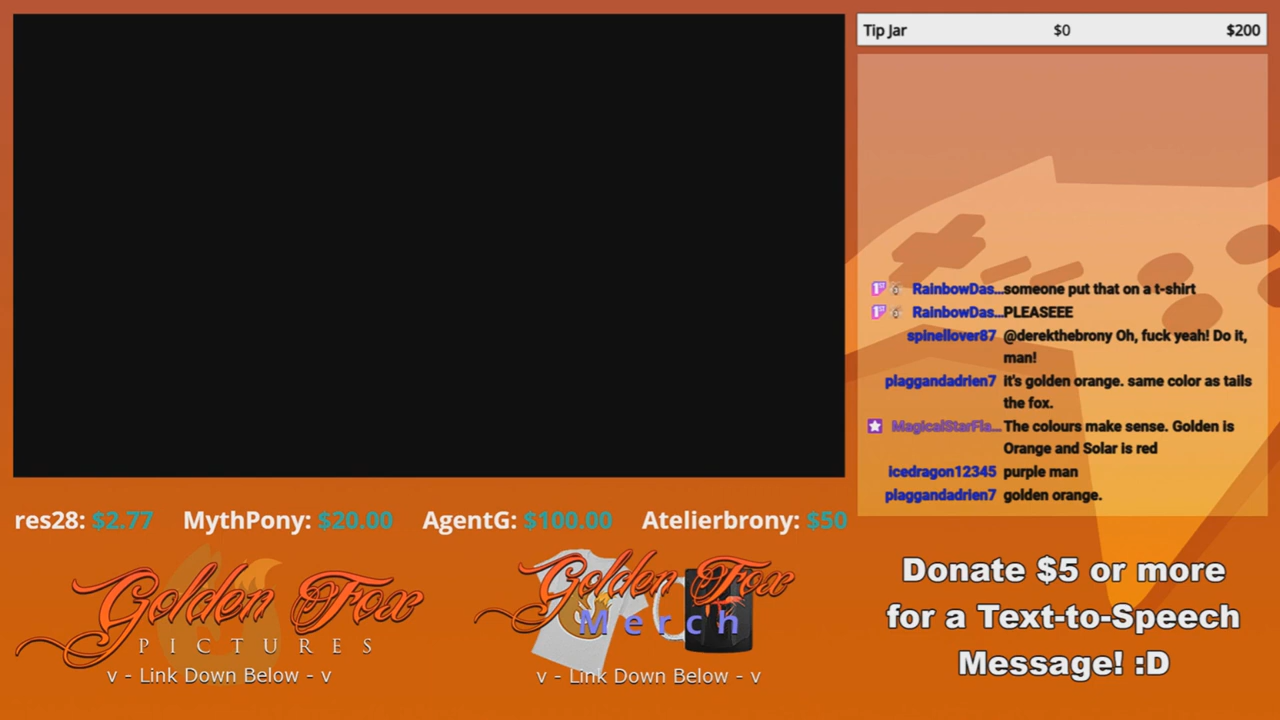 Tip Jar $0 $200
RainbowDas... someone put that on a t-shirt
RainbowDas... PLEASEEE
spinellover87 @derekthebrony Oh, fuck yeah! Do it,
man!
plaggandadrien7 it's golden orange. same color as tails
the fox.
MagicalStarFla... The colours make sense. Golden is
Orange and Solar is red
icedragon12345 purple man
plaggandadrien7 golden orange.
res28: $2.77 MythPony: $20.00 AgentG: $100.00 Atelierbrony: $50
Golden Fox
PICTURES
v - Link Down Below - v
Golden Fox
Merch
v - Link Down Below - v
Donate $5 or more
for a Text-to-Speech
Message! :D